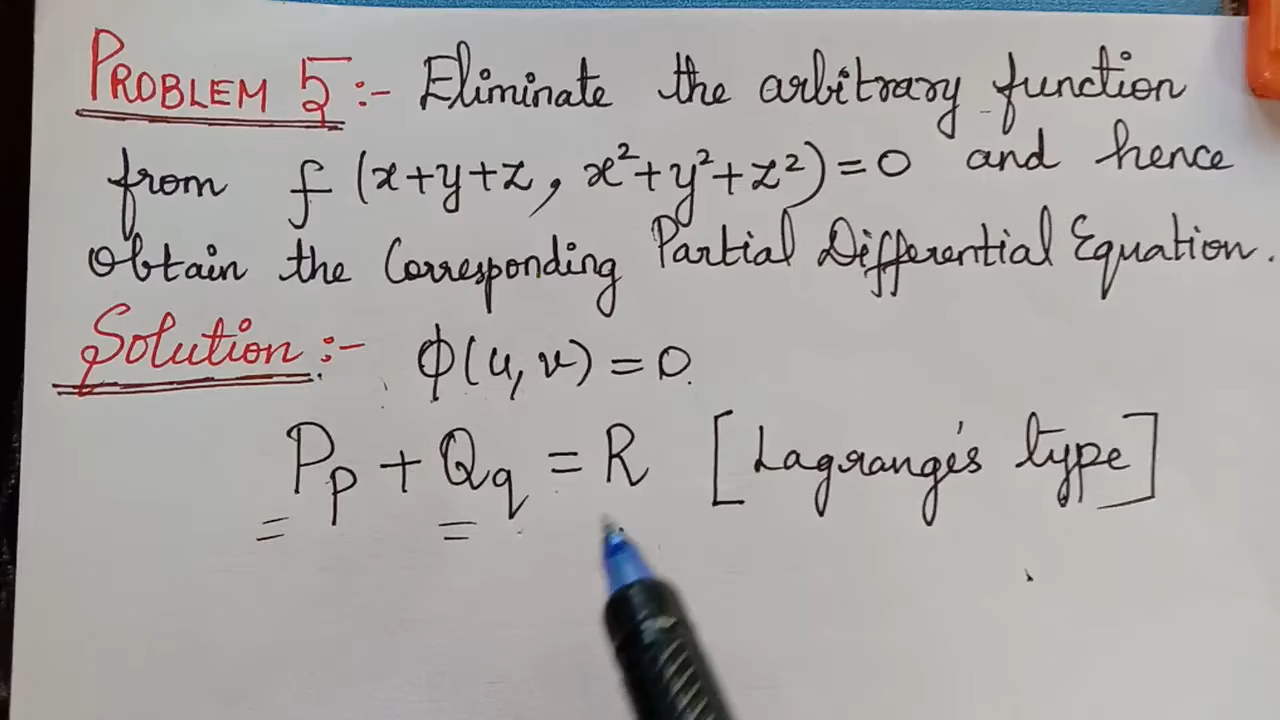 PROBLEM 5:- Eliminate the arbitrary function
from f (x+y+z, x²+y²+z²)=0 and hence
obtain the Corresponding Partial Differential Equation.
Solution:- ϕ(u,v)=0.
Pp + Qq = R [Lagrange's type]